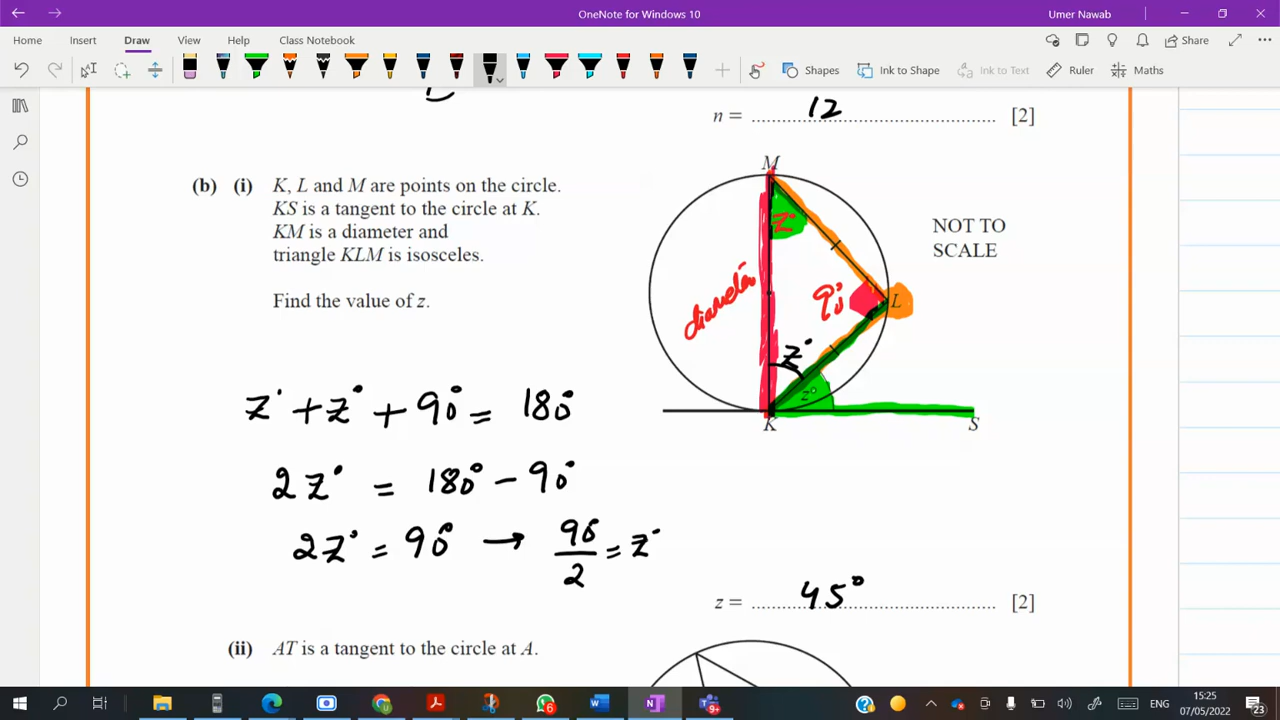 OneNote for Windows 10
Umer Nawab
Home Insert Draw View Help Class Notebook
Share
Shapes Ink to Shape Ink to Text Ruler Maths
n = 12 [2]
(b) (i) K, L and M are points on the circle.
KS is a tangent to the circle at K.
KM is a diameter and
triangle KLM is isosceles.
Find the value of z.
M
z°
diameter
90°
L
z°
z°
K
S
NOT TO
SCALE
z° + z° + 90° = 180°
2z° = 180° - 90°
2z° = 90° → 90°/2 = z°
z = 45° [2]
(ii) AT is a tangent to the circle at A.
6
9+
ENG
15:25
07/05/2022
23